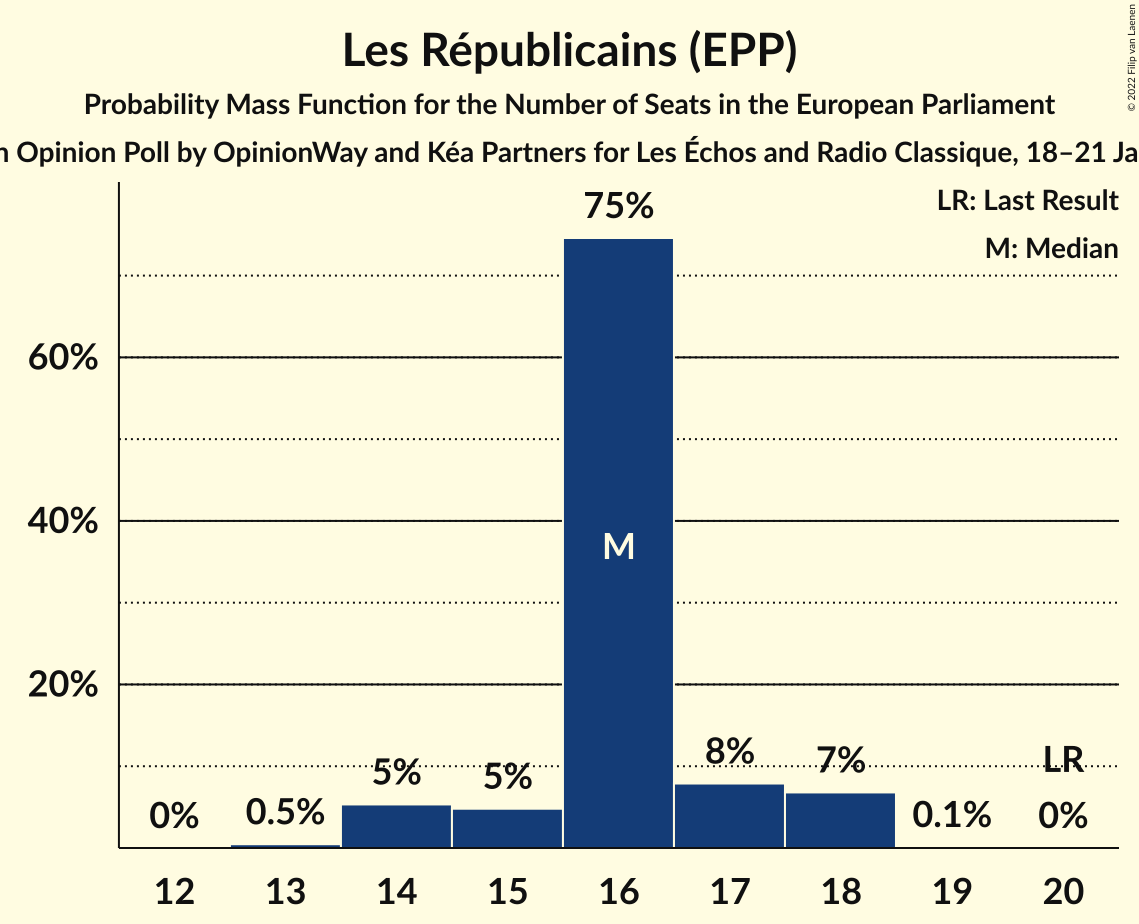 Les Républicains (EPP)
Probability Mass Function for the Number of Seats in the European Parliament
Opinion Poll by OpinionWay and Kéa Partners for Les Échos and Radio Classique, 18–21
© 2022 Filip van Laenen
LR: Last Result
M: Median
75%
60%
40%
M
20%
5%
5%
8%
7%
LR
0%
0.5%
0.1%
0%
12
13
14
15
16
17
18
19
20